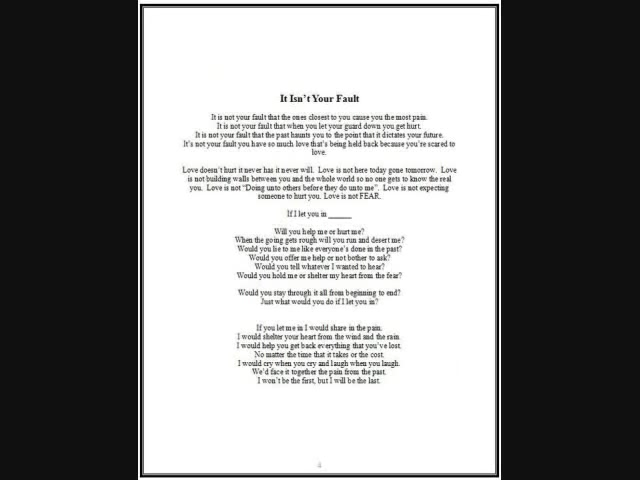 It Isn't Your Fault
It is not your fault that the ones closest to you cause you the most pain.
It is not your fault that when you let your guard down you get hurt.
It is not your fault that the past haunts you to the point that it dictates your future.
It's not your fault you have so much love that's being held back because you're scared to
love.
Love doesn't hurt it never has it never will. Love is not here today gone tomorrow. Love
is not building walls between you and the whole world so no one gets to know the real
you. Love is not "Doing unto others before they do unto me". Love is not expecting
someone to hurt you. Love is not FEAR.
If I let you in ______
Will you help me or hurt me?
When the going gets rough will you run and desert me?
Would you lie to me like everyone's done in the past?
Would you offer me help or not bother to ask?
Would you tell whatever I wanted to hear?
Would you hold me or shelter my heart from the fear?
Would you stay through it all from beginning to end?
Just what would you do if I let you in?
If you let me in I would share in the pain.
I would shelter your heart from the wind and the rain.
I would help you get back everything that you've lost.
No matter the time that it takes or the cost.
I would cry when you cry and laugh when you laugh.
We'd face it together the pain from the past.
I won't be the first, but I will be the last.
4